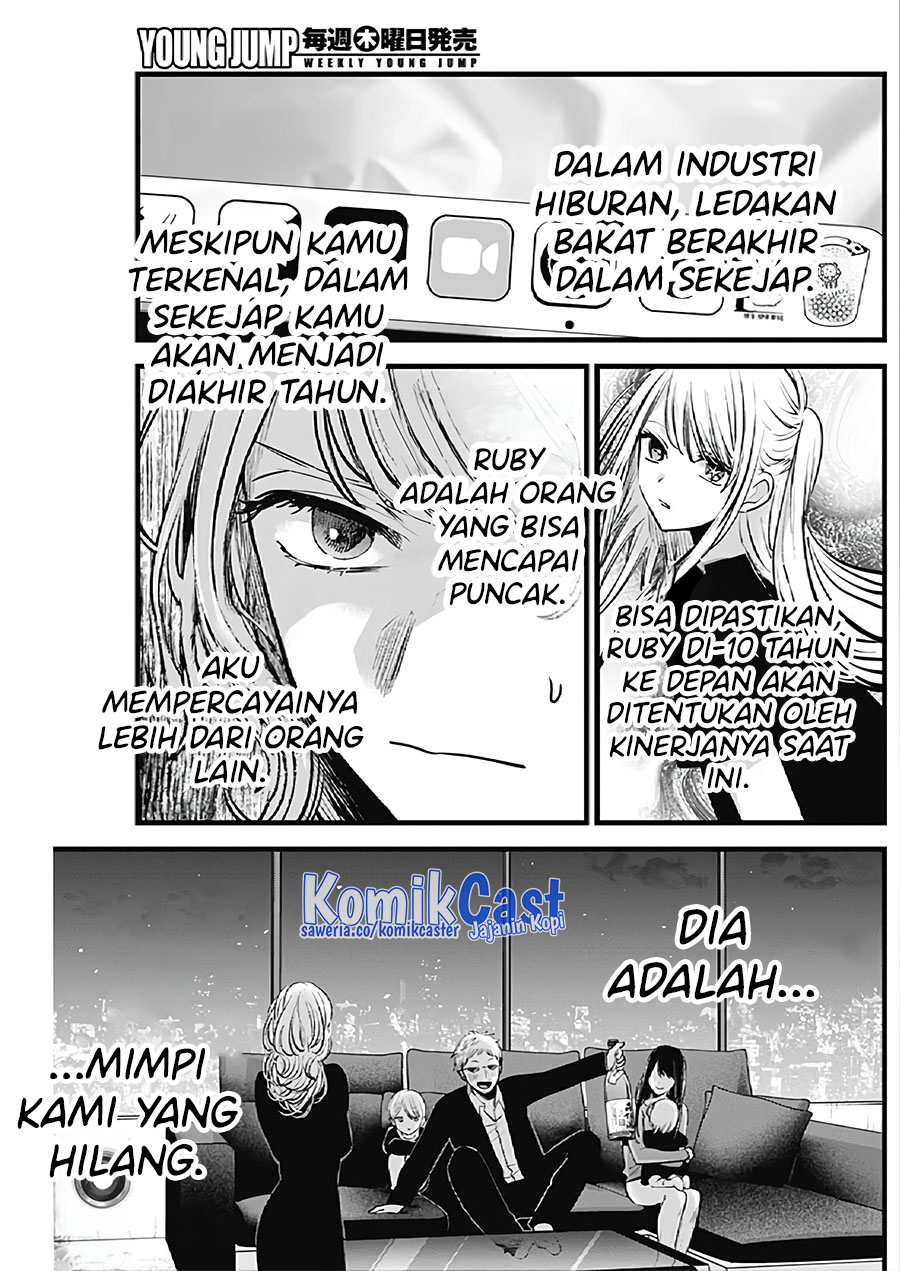 YOUNG JUMP 毎週木曜日発売
WEEKLY YOUNG JUMP
DALAM INDUSTRI
HIBURAN, LEDAKAN
BAKAT BERAKHIR
DALAM SEKEJAP.
MESKIPUN KAMU
TERKENAL, DALAM
SEKEJAP KAMU
AKAN MENJADI
DIAKHIR TAHUN.
BISA DIPASTIKAN,
RUBY DI-10 TAHUN
KE DEPAN AKAN
DITENTUKAN OLEH
KINERJANYA SAAT
INI.
RUBY
ADALAH ORANG
YANG BISA
MENCAPAI
PUNCAK.
AKU
MEMPERCAYAINYA
LEBIH DARI ORANG
LAIN.
KomikCast
saweria.co/komikcaster Jajanin Kopi
DIA
ADALAH...
...MIMPI
KAMI YANG
HILANG.